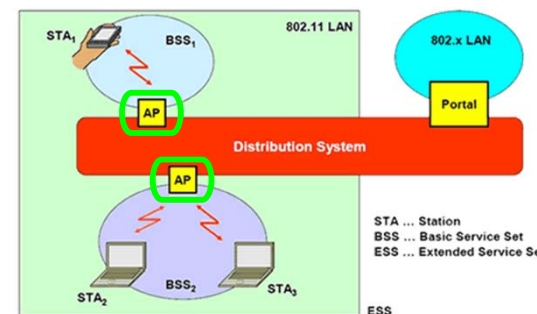 802.11 LAN
STA1
BSS1
802.x LAN
AP
Portal
Distribution System
AP
STA ... Station
BSS ... Basic Service Set
ESS ... Extended Service Se
BSS2
STA2
STA3
ESS